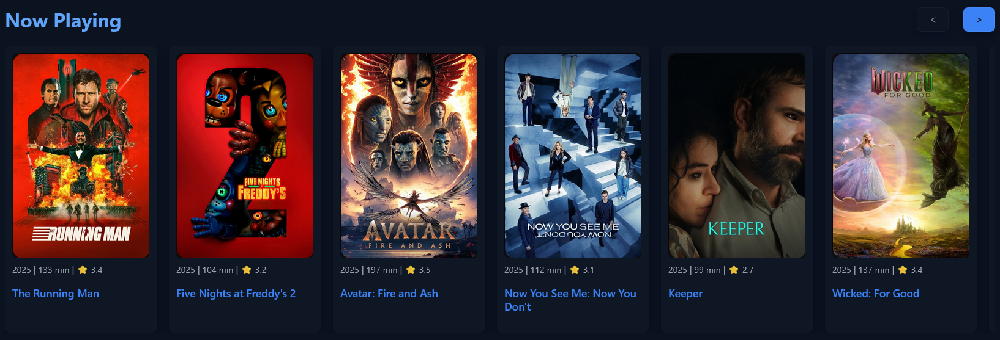 Now Playing
<
>
RUNNING MAN
FIVE NIGHTS
AT
FREDDY'S
AVATAR
FIRE AND ASH
NOW YOU SEE ME
NOW YOU DON'T
KEEPER
WICKED
FOR GOOD
2025 | 133 min | ⭐ 3.4
2025 | 104 min | ⭐ 3.2
2025 | 197 min | ⭐ 3.5
2025 | 112 min | ⭐ 3.1
2025 | 99 min | ⭐ 2.7
2025 | 137 min | ⭐ 3.4
The Running Man
Five Nights at Freddy's 2
Avatar: Fire and Ash
Now You See Me: Now You
Don't
Keeper
Wicked: For Good